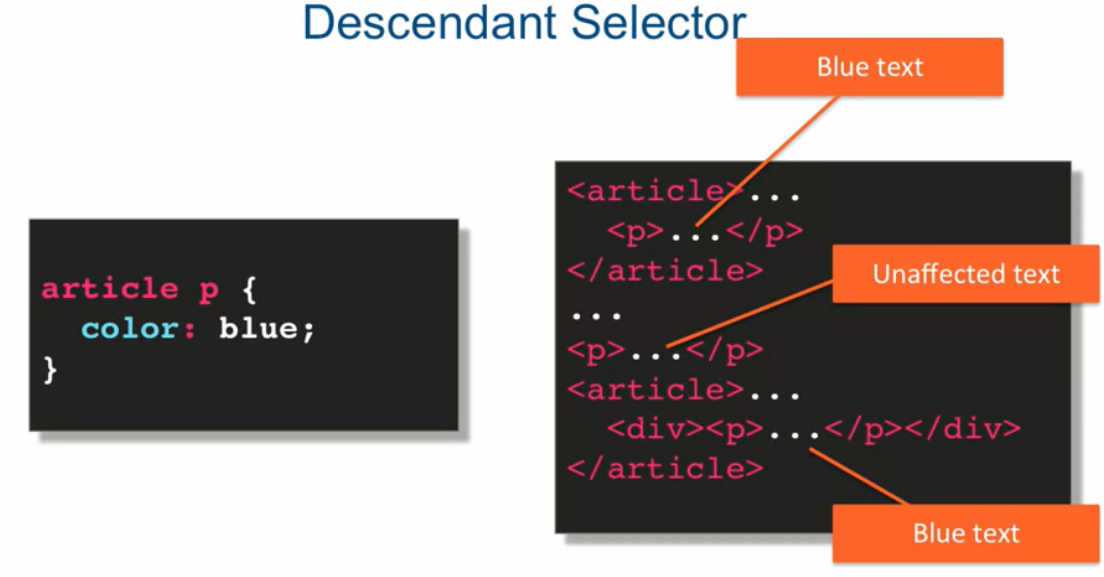 Descendant Selector
Blue text
article p {
  color: blue;
}
<article>...
  <p>...</p>
</article>
Unaffected text
...
<p>...</p>
<article>...
  <div><p>...</p></div>
</article>
Blue text